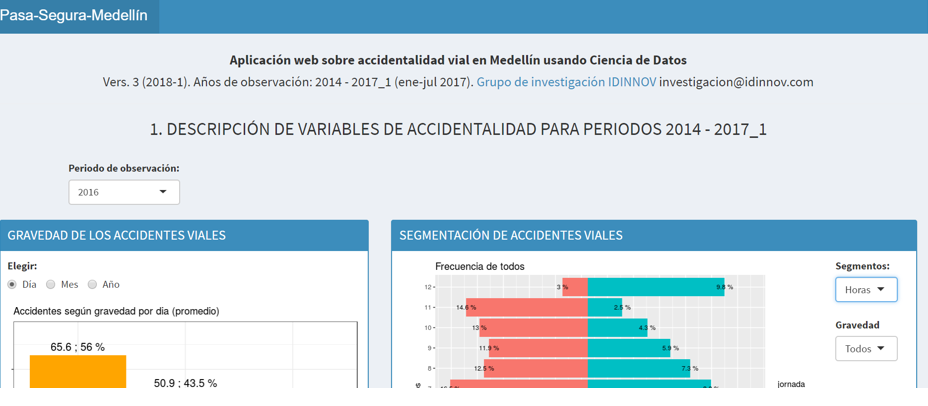 Pasa-Segura-Medellín
Aplicación web sobre accidentalidad vial en Medellín usando Ciencia de Datos
Vers. 3 (2018-1). Años de observación: 2014 - 2017_1 (ene-jul 2017). Grupo de investigación IDINNOV investigacion@idinnov.com
1. DESCRIPCIÓN DE VARIABLES DE ACCIDENTALIDAD PARA PERIODOS 2014 - 2017_1
Periodo de observación:
2016
GRAVEDAD DE LOS ACCIDENTES VIALES
Elegir:
Día Mes Año
Accidentes según gravedad por dia (promedio)
65.6 ; 56 %
50.9 ; 43.5 %
SEGMENTACIÓN DE ACCIDENTES VIALES
Frecuencia de todos
12 3 % 9.8 %
11 14.6 % 2.5 %
10 13 % 4.3 %
9 11.9 % 5.9 %
8 12.5 % 7.3 %
jornada
Segmentos:
Horas
Gravedad
Todos